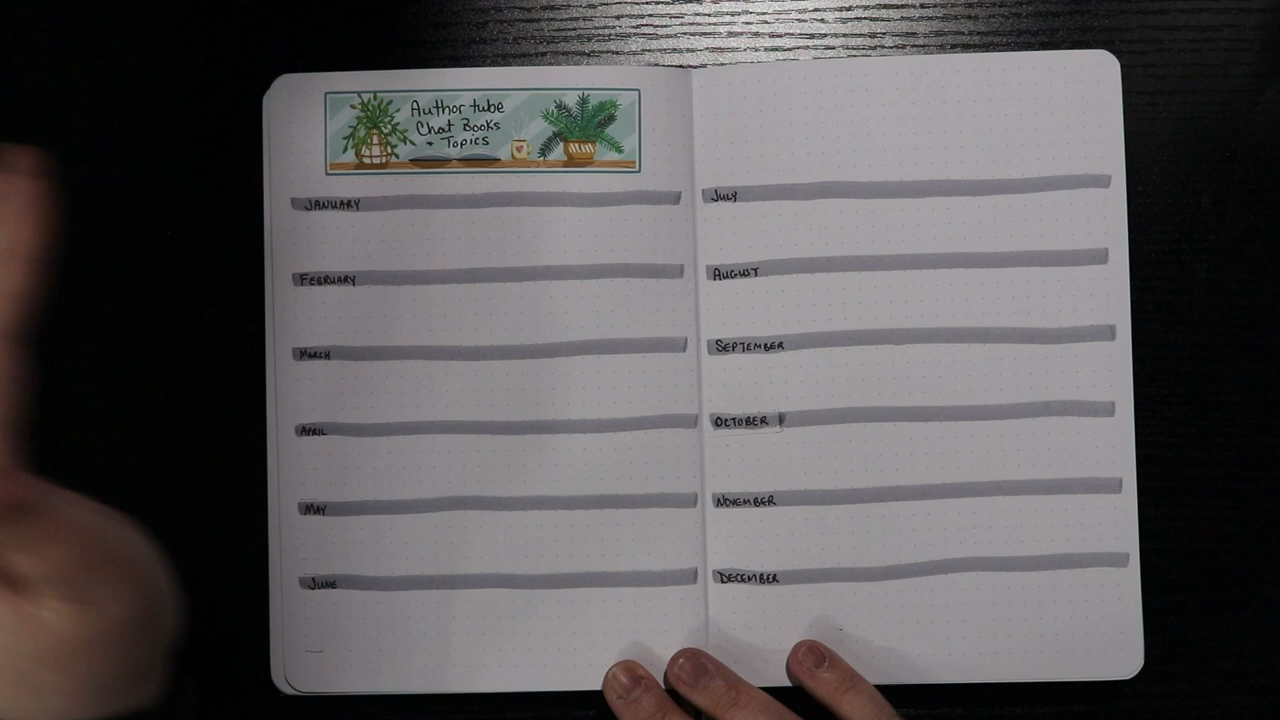 Author tube
Chat Books
+ Topics
JANUARY
FEBRUARY
MARCH
APRIL
MAY
JUNE
JULY
AUGUST
SEPTEMBER
OCTOBER
NOVEMBER
DECEMBER